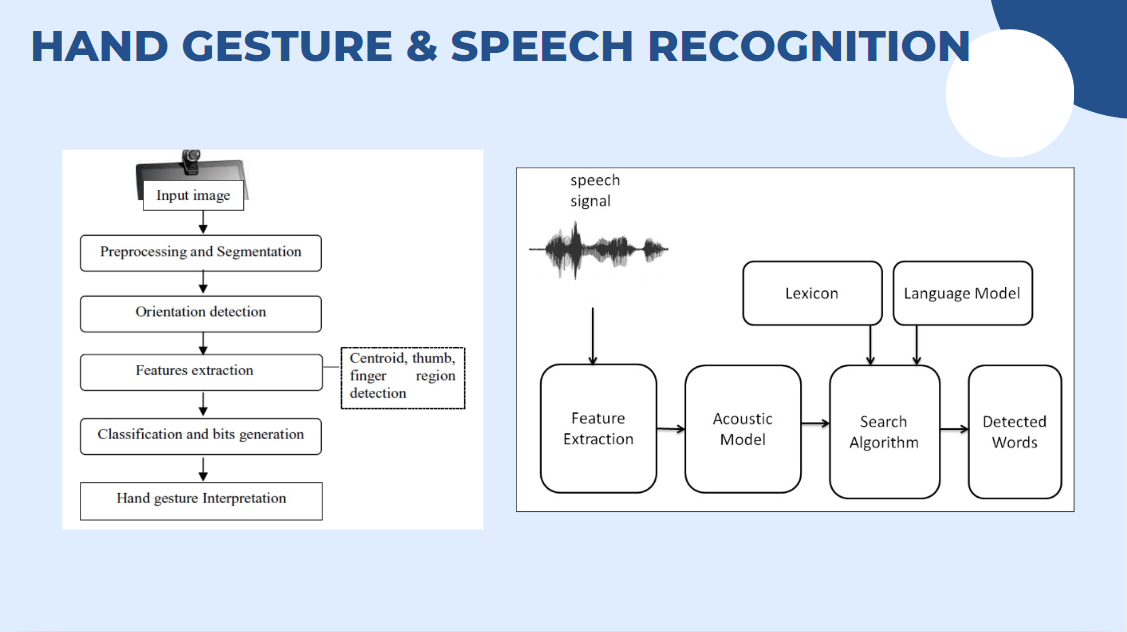 HAND GESTURE & SPEECH RECOGNITION
Input image
Preprocessing and Segmentation
Orientation detection
Features extraction
Centroid, thumb,
finger region
detection
Classification and bits generation
Hand gesture Interpretation
speech
signal
Lexicon
Language Model
Feature
Extraction
Acoustic
Model
Search
Algorithm
Detected
Words